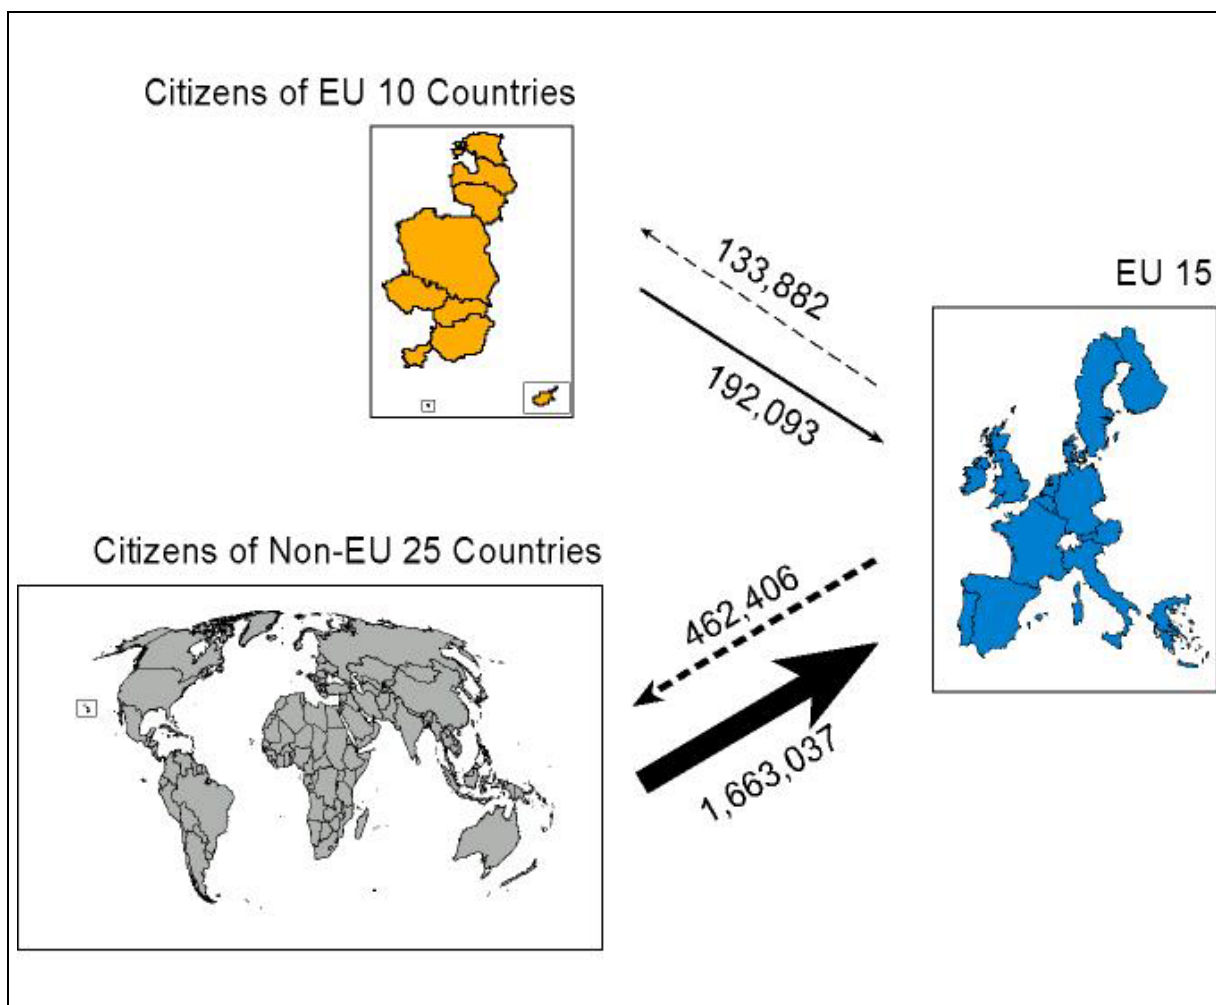 Citizens of EU 10 Countries
133,882
EU 15
192,093
Citizens of Non-EU 25 Countries
462,406
1,663,037